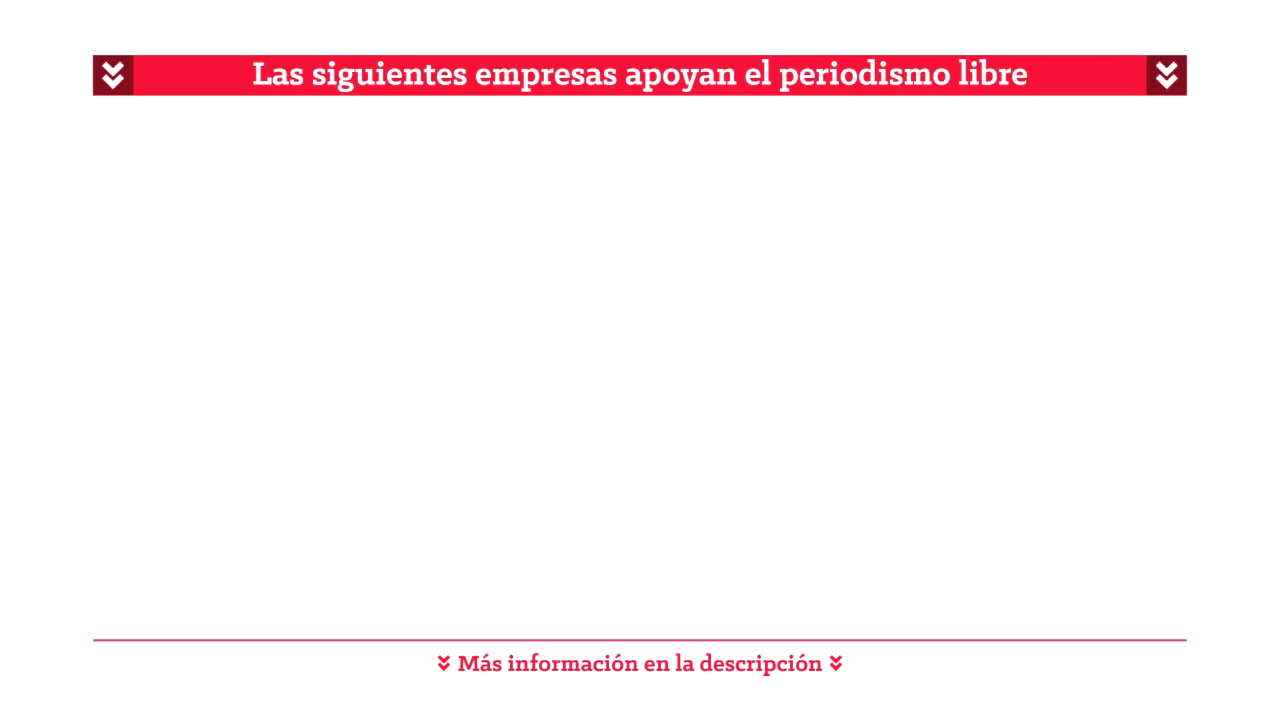 Las siguientes empresas apoyan el periodismo libre
Más información en la descripción